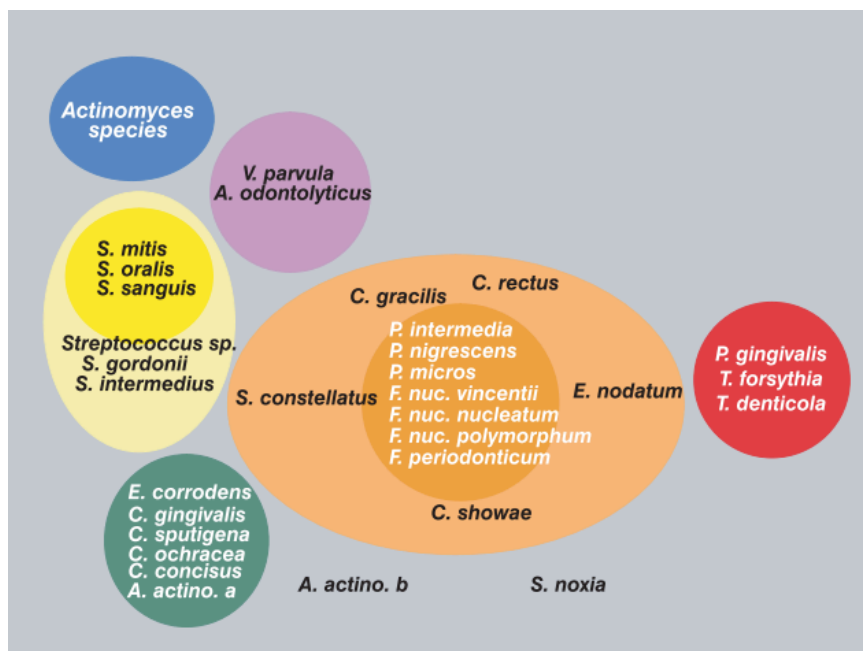 Actinomyces
species
V. parvula
A. odontolyticus
S. mitis
S. oralis
S. sanguis
Streptococcus sp.
S. gordonii
S. intermedius
C. gracilis
C. rectus
P. intermedia
P. nigrescens
P. micros
F. nuc. vincentii
F. nuc. nucleatum
F. nuc. polymorphum
F. periodonticum
S. constellatus
E. nodatum
C. showae
P. gingivalis
T. forsythia
T. denticola
E. corrodens
C. gingivalis
C. sputigena
C. ochracea
C. concisus
A. actino. a
A. actino. b
S. noxia